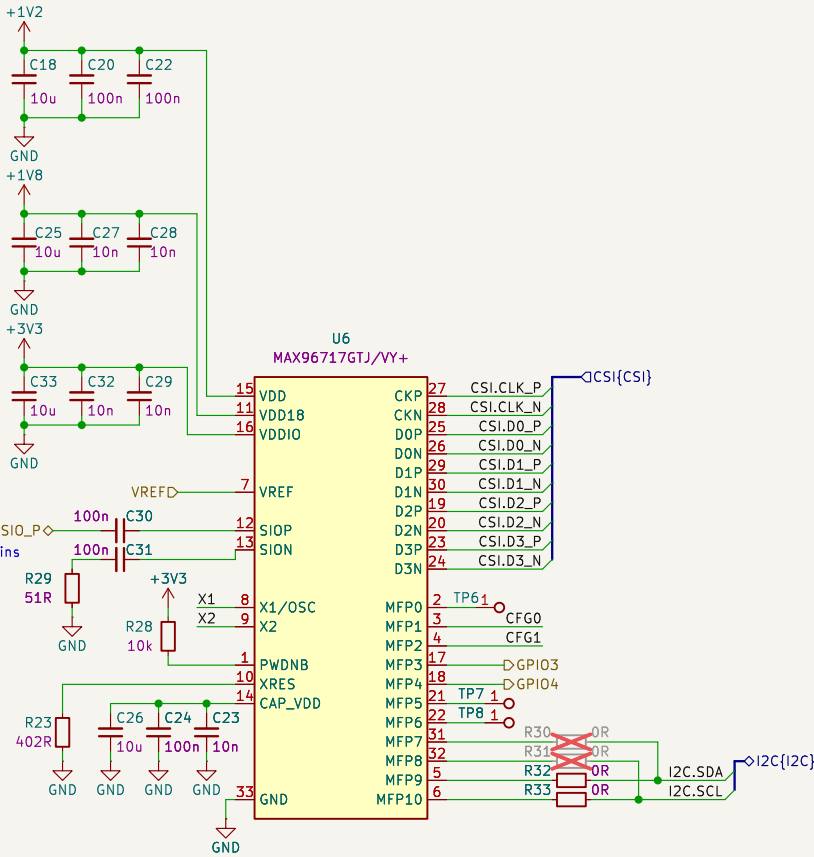 +1V2
C18 C20 C22
10u 100n 100n
GND
+1V8
C25 C27 C28
10u 10n 10n
GND
+3V3
C33 C32 C29
10u 10n 10n
GND
U6
MAX96717GTJ/VY+
15 VDD
11 VDD18
16 VDDIO
VREF 7 VREF
SIO_P 100n C30 12 SIOP
ins 100n C31 13 SION
R29
51R
GND
+3V3
X1 8 X1/OSC
X2 9 X2
R28
10k
1 PWDNB
10 XRES
14 CAP_VDD
R23
402R
GND
C26 C24 C23
10u 100n 10n
GND GND GND
33 GND
GND
CKP 27 CSI.CLK_P
CKN 28 CSI.CLK_N
D0P 25 CSI.D0_P
D0N 26 CSI.D0_N
D1P 29 CSI.D1_P
D1N 30 CSI.D1_N
D2P 19 CSI.D2_P
D2N 20 CSI.D2_N
D3P 23 CSI.D3_P
D3N 24 CSI.D3_N
CSI{CSI}
MFP0 2 TP6 1
MFP1 3 CFG0
MFP2 4 CFG1
MFP3 17 GPIO3
MFP4 18 GPIO4
MFP5 21 TP7 1
MFP6 22 TP8 1
MFP7 31 R30 0R
MFP8 32 R31 0R
MFP9 5 R32 0R I2C.SDA
MFP10 6 R33 0R I2C.SCL
I2C{I2C}